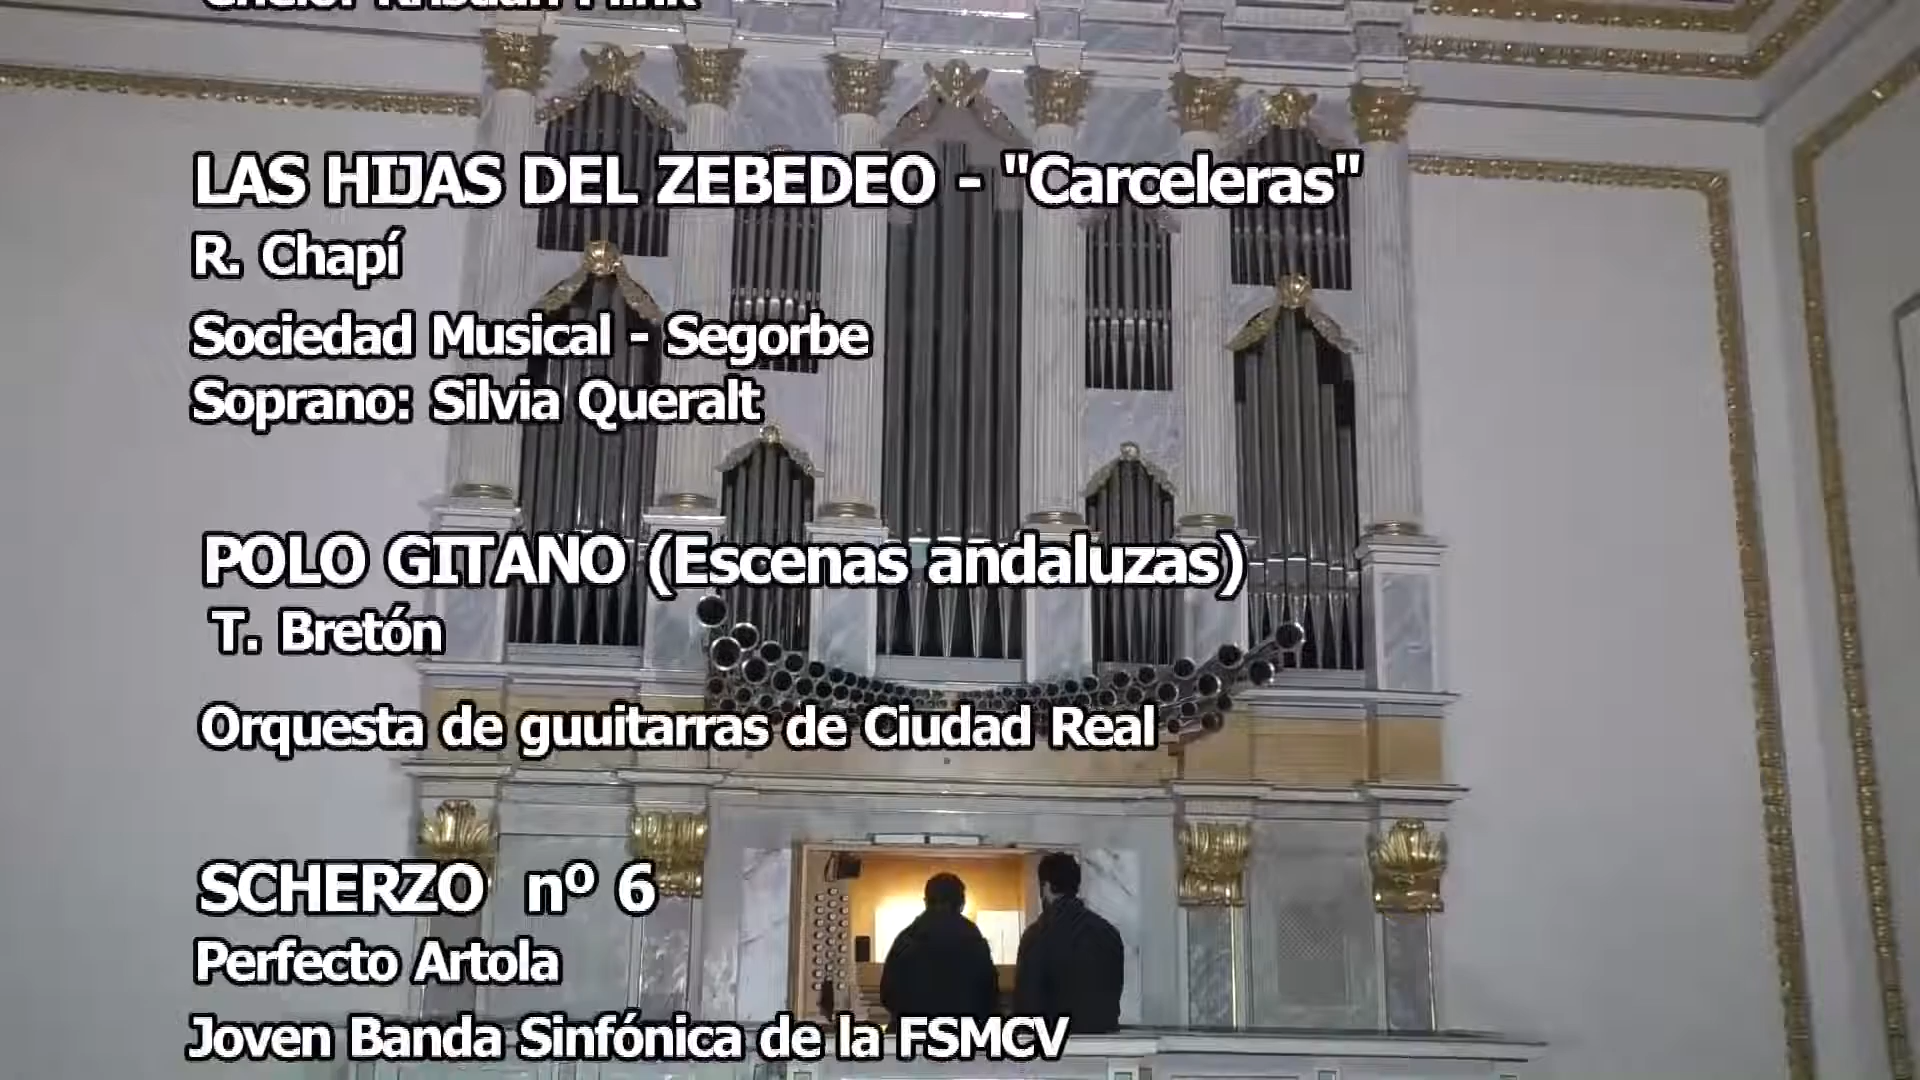 LAS HIJAS DEL ZEBEDEO - "Carceleras"
R. Chapí
Sociedad Musical - Segorbe
Soprano: Silvia Queralt
POLO GITANO (Escenas andaluzas)
T. Bretón
Orquesta de guuitarras de Ciudad Real
SCHERZO nº 6
Perfecto Artola
Joven Banda Sinfónica de la FSMCV